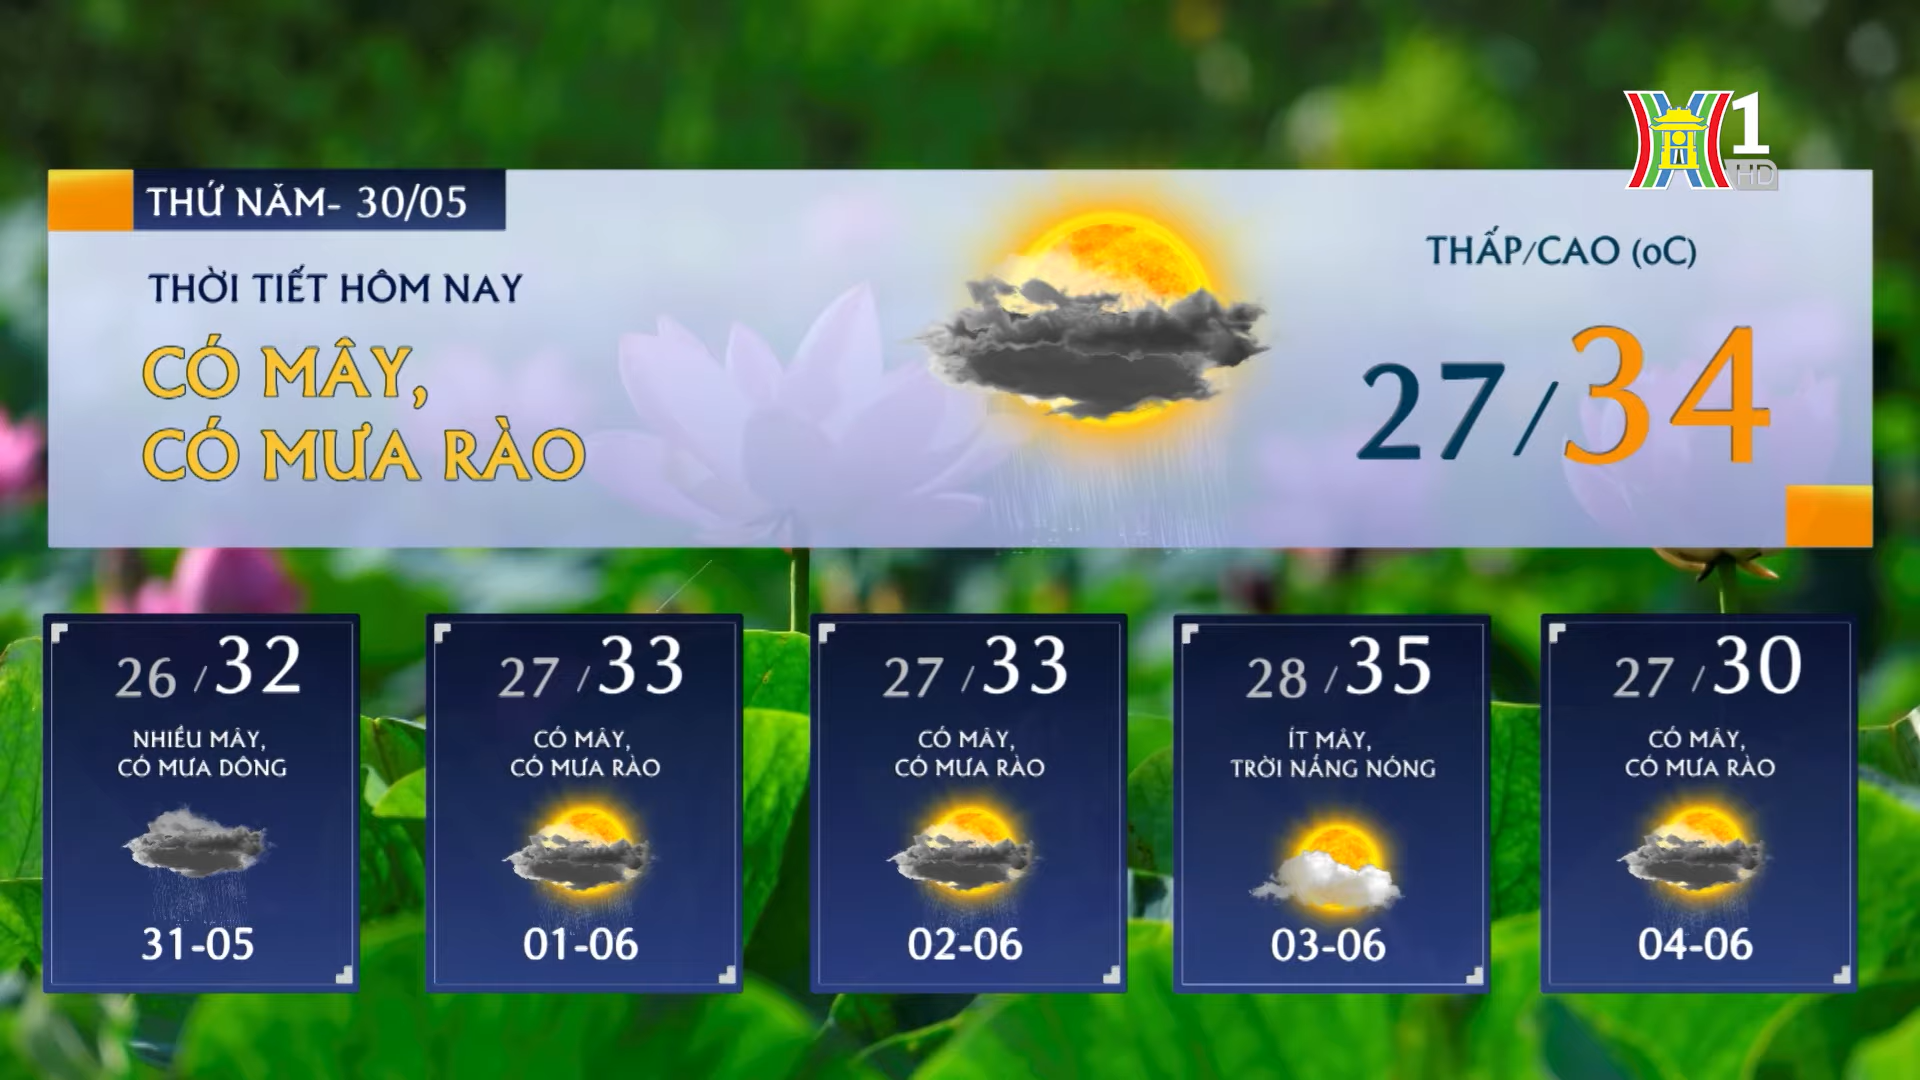 1
HD
THỨ NĂM- 30/05
THỜI TIẾT HÔM NAY
CÓ MÂY,
CÓ MƯA RÀO
THẤP/CAO (oC)
27/34
26 /32
NHIỀU MÂY,
CÓ MƯA DÔNG
31-05
27 /33
CÓ MÂY,
CÓ MƯA RÀO
01-06
27 /33
CÓ MÂY,
CÓ MƯA RÀO
02-06
28 /35
ÍT MÂY,
TRỜI NẮNG NÓNG
03-06
27 /30
CÓ MÂY,
CÓ MƯA RÀO
04-06